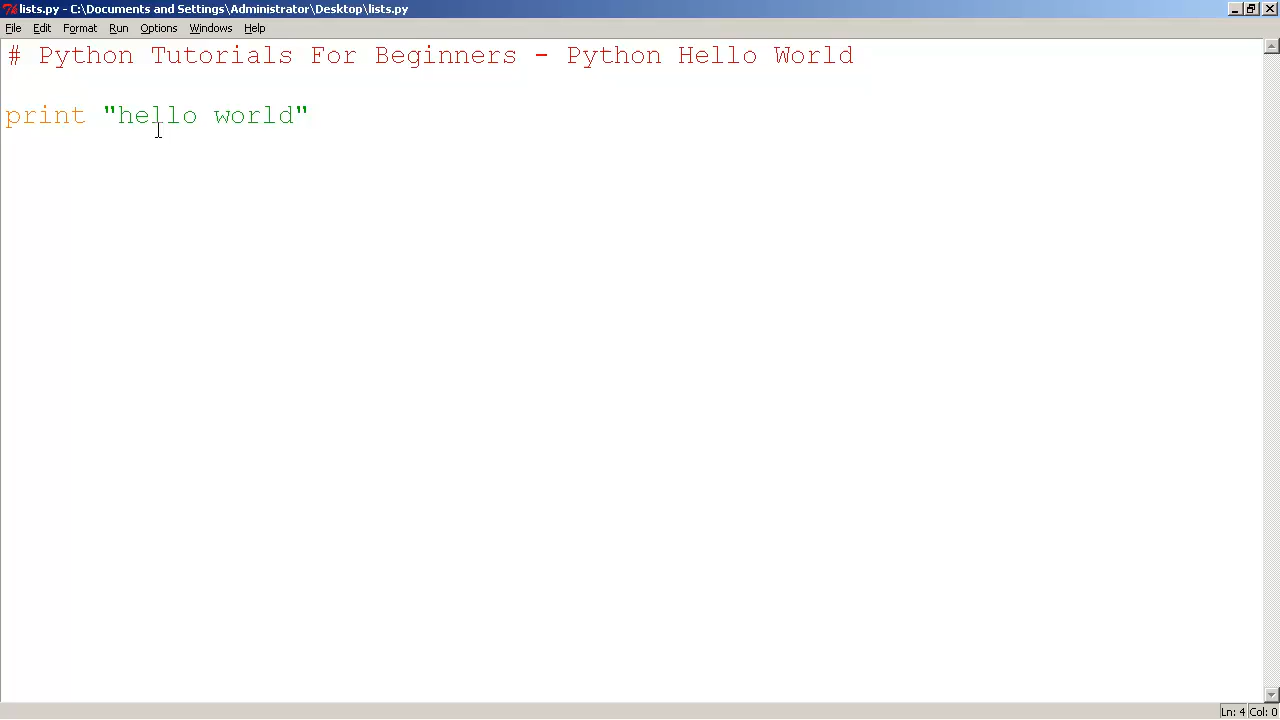 lists.py - C:\Documents and Settings\Administrator\Desktop\lists.py
File Edit Format Run Options Windows Help
# Python Tutorials For Beginners - Python Hello World
print "hello world"
Ln: 4 Col: 0